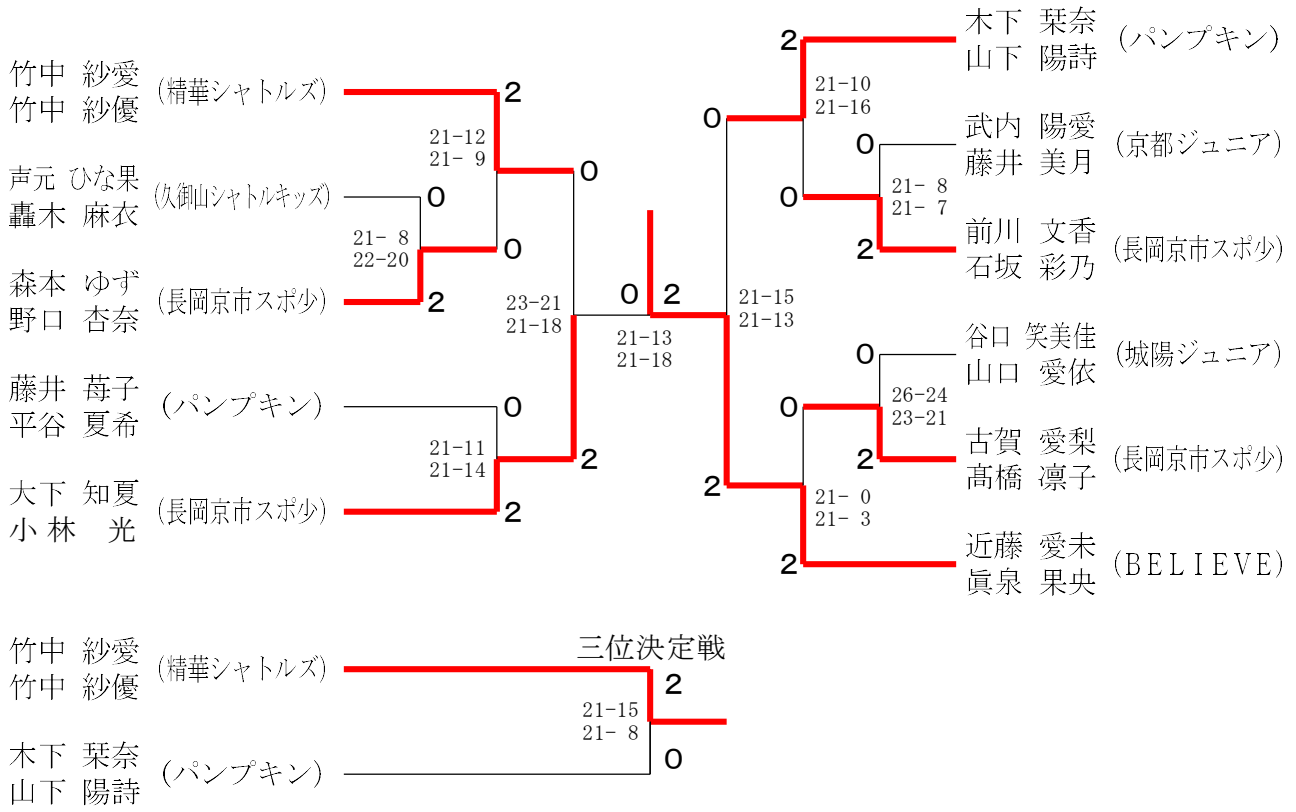 竹中 紗愛
竹中 紗優
(精華シャトルズ)
2
21-12
21- 9
0
声元 ひな果
轟木 麻衣
(久御山シャトルキッズ)
0
21- 8
22-20
0
森本 ゆず
野口 杏奈
(長岡京市スポ少)
2
23-21
21-18
藤井 苺子
平谷 夏希
(パンプキン)
0
21-11
21-14
2
大下 知夏
小林 光
(長岡京市スポ少)
2
0
2
21-13
21-18
木下 栞奈
山下 陽詩
(パンプキン)
2
21-10
21-16
0
武内 陽愛
藤井 美月
(京都ジュニア)
0
21- 8
21- 7
0
前川 文香
石坂 彩乃
(長岡京市スポ少)
2
21-15
21-13
谷口 笑美佳
山口 愛依
(城陽ジュニア)
0
26-24
23-21
0
古賀 愛梨
髙橋 凛子
(長岡京市スポ少)
2
2
21- 0
21- 3
近藤 愛未
眞泉 果央
(BELIEVE)
2
三位決定戦
竹中 紗愛
竹中 紗優
(精華シャトルズ)
2
21-15
21- 8
木下 栞奈
山下 陽詩
(パンプキン)
0